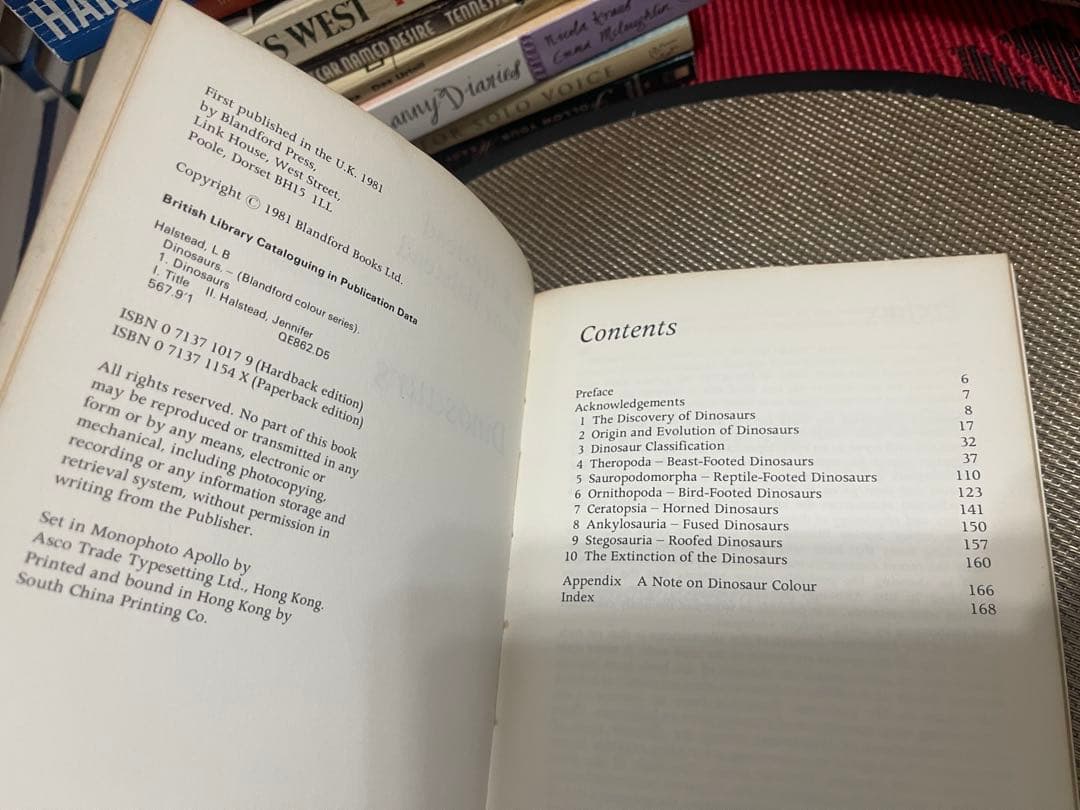 S WEST
CAR NAMED DESIRE TENNESSE
anny Diaries
Nicola Kraus
Emma McLaughlin
OR SOLO VOICE
First published in the U.K. 1981
by Blandford Press,
Link House, West Street,
Poole, Dorset BH15 1LL
Copyright © 1981 Blandford Books Ltd.
British Library Cataloguing in Publication Data
Halstead, L B
Dinosaurs. – (Blandford colour series).
1. Dinosaurs
I. Title II. Halstead, Jennifer
567.9'1 QE862.D5
ISBN 0 7137 1017 9 (Hardback edition)
ISBN 0 7137 1154 X (Paperback edition)
All rights reserved. No part of this book
may be reproduced or transmitted in any
form or by any means, electronic or
mechanical, including photocopying,
recording or any information storage and
retrieval system, without permission in
writing from the Publisher.
Set in Monophoto Apollo by
Asco Trade Typesetting Ltd., Hong Kong.
Printed and bound in Hong Kong by
South China Printing Co.
Contents
Preface 6
Acknowledgements 7
1 The Discovery of Dinosaurs 8
2 Origin and Evolution of Dinosaurs 17
3 Dinosaur Classification 32
4 Theropoda – Beast-Footed Dinosaurs 37
5 Sauropodomorpha – Reptile-Footed Dinosaurs 110
6 Ornithopoda – Bird-Footed Dinosaurs 123
7 Ceratopsia – Horned Dinosaurs 141
8 Ankylosauria – Fused Dinosaurs 150
9 Stegosauria – Roofed Dinosaurs 157
10 The Extinction of the Dinosaurs 160
Appendix A Note on Dinosaur Colour 166
Index 168